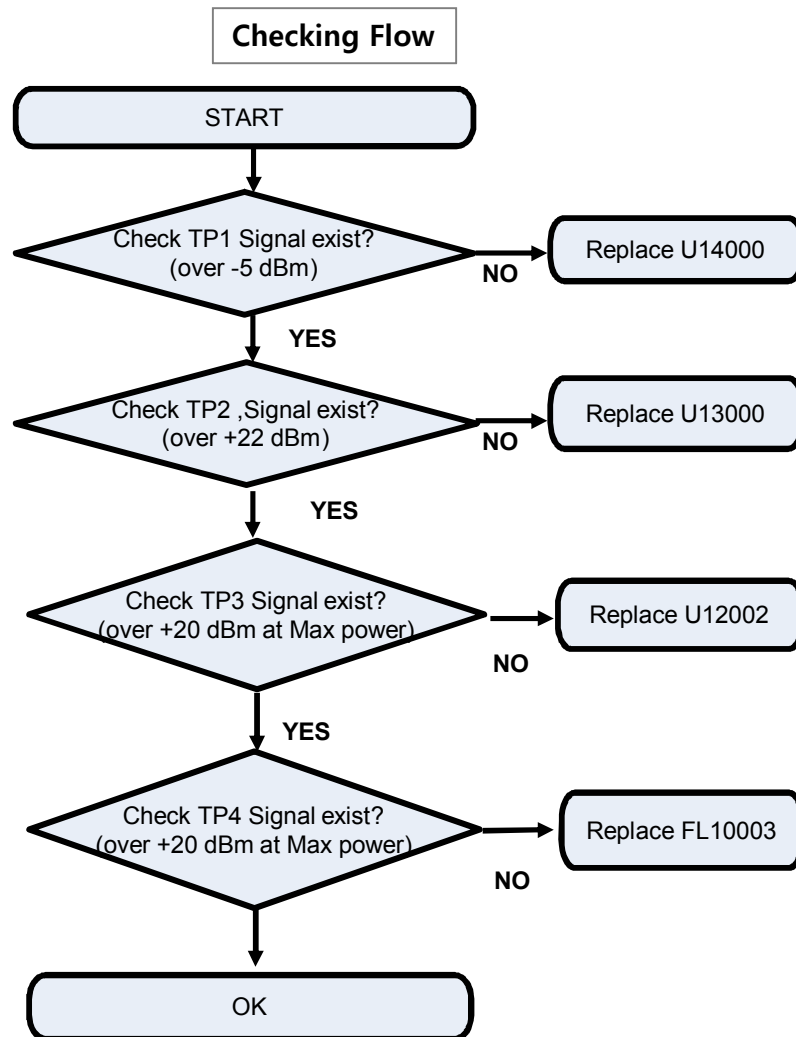 Checking Flow
START
Check TP1 Signal exist?
(over -5 dBm)
NO
Replace U14000
YES
Check TP2 ,Signal exist?
(over +22 dBm)
NO
Replace U13000
YES
Check TP3 Signal exist?
(over +20 dBm at Max power)
NO
Replace U12002
YES
Check TP4 Signal exist?
(over +20 dBm at Max power)
NO
Replace FL10003
OK